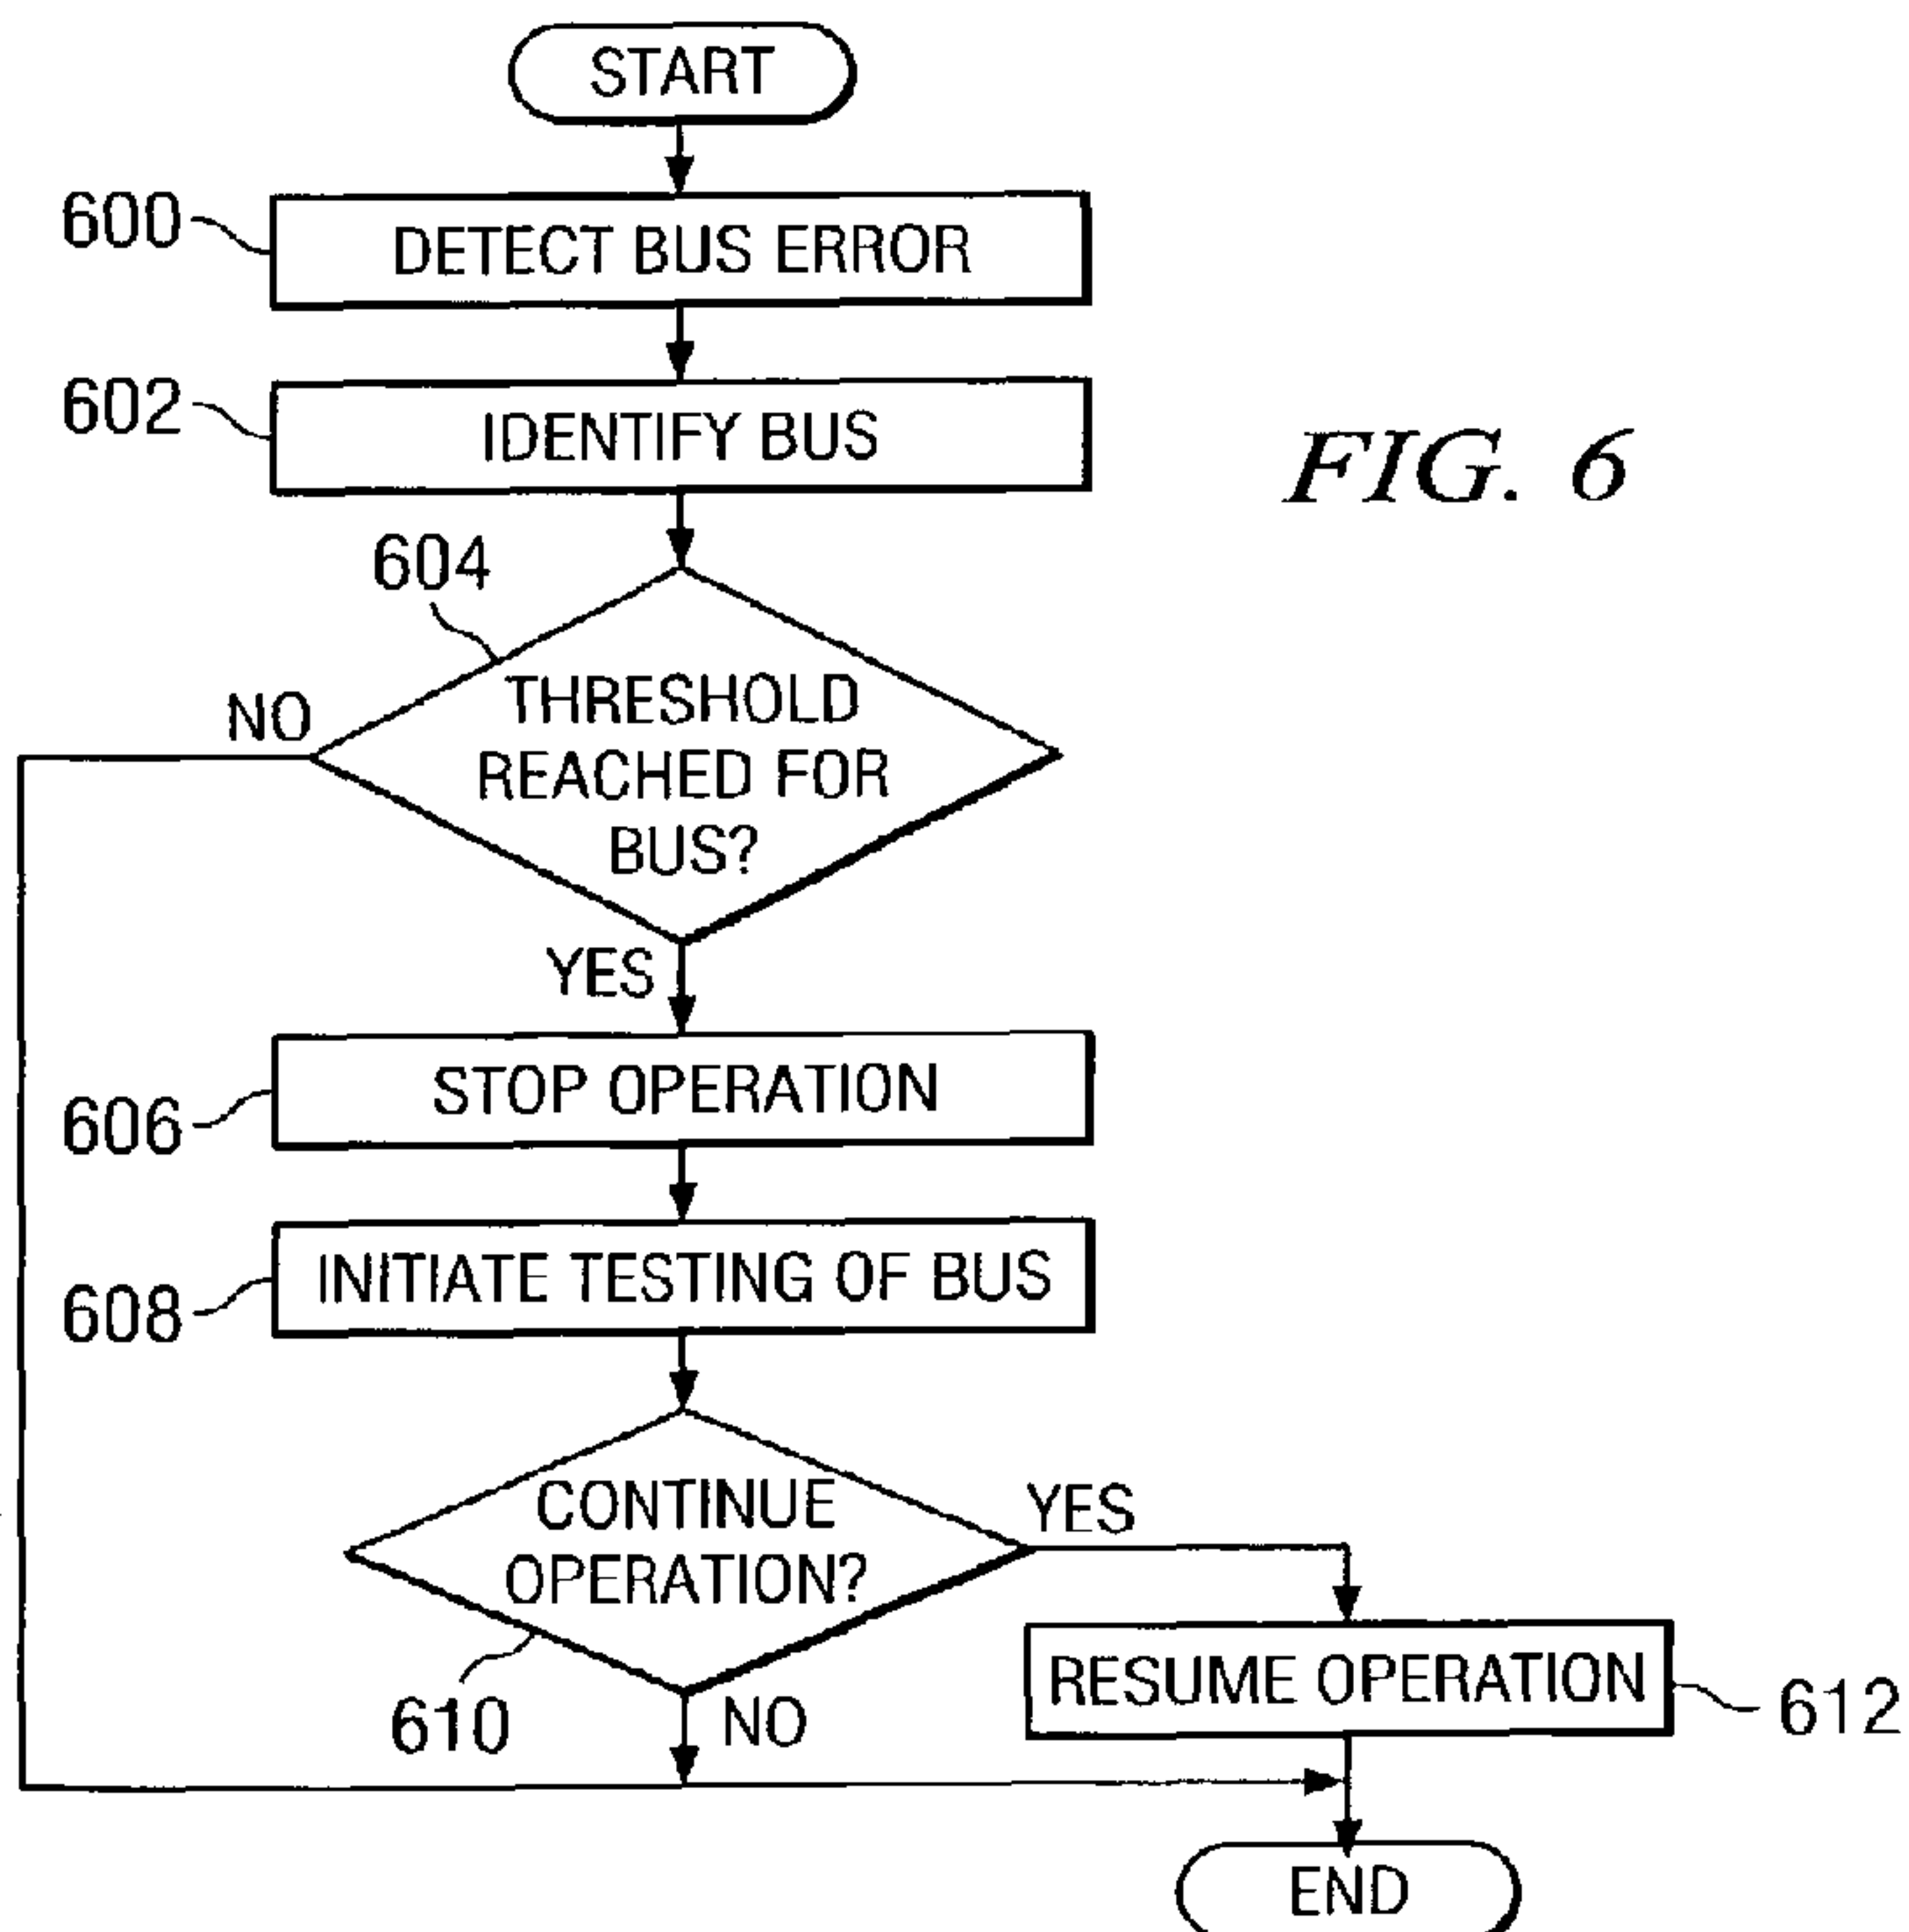 START
600
DETECT BUS ERROR
602
IDENTIFY BUS
FIG. 6
604
NO
THRESHOLD
REACHED FOR
BUS?
YES
STOP OPERATION
606
INITIATE TESTING OF BUS
608
CONTINUE
OPERATION?
YES
610
NO
RESUME OPERATION
612
END